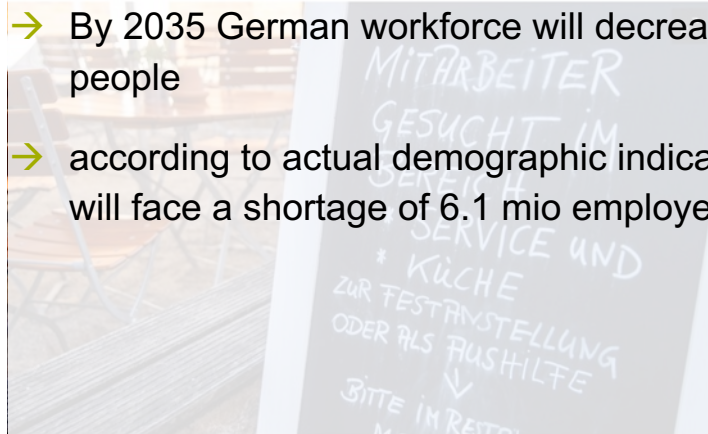 → By 2035 German workforce will decrea
people
→ according to actual demographic indica
will face a shortage of 6.1 mio employe
MITARBEITER
GESUCHT IM
BEREICH
* SERVICE UND
* KÜCHE
ZUR FESTANSTELLUNG
ODER ALS AUSHILFE
BITTE IM